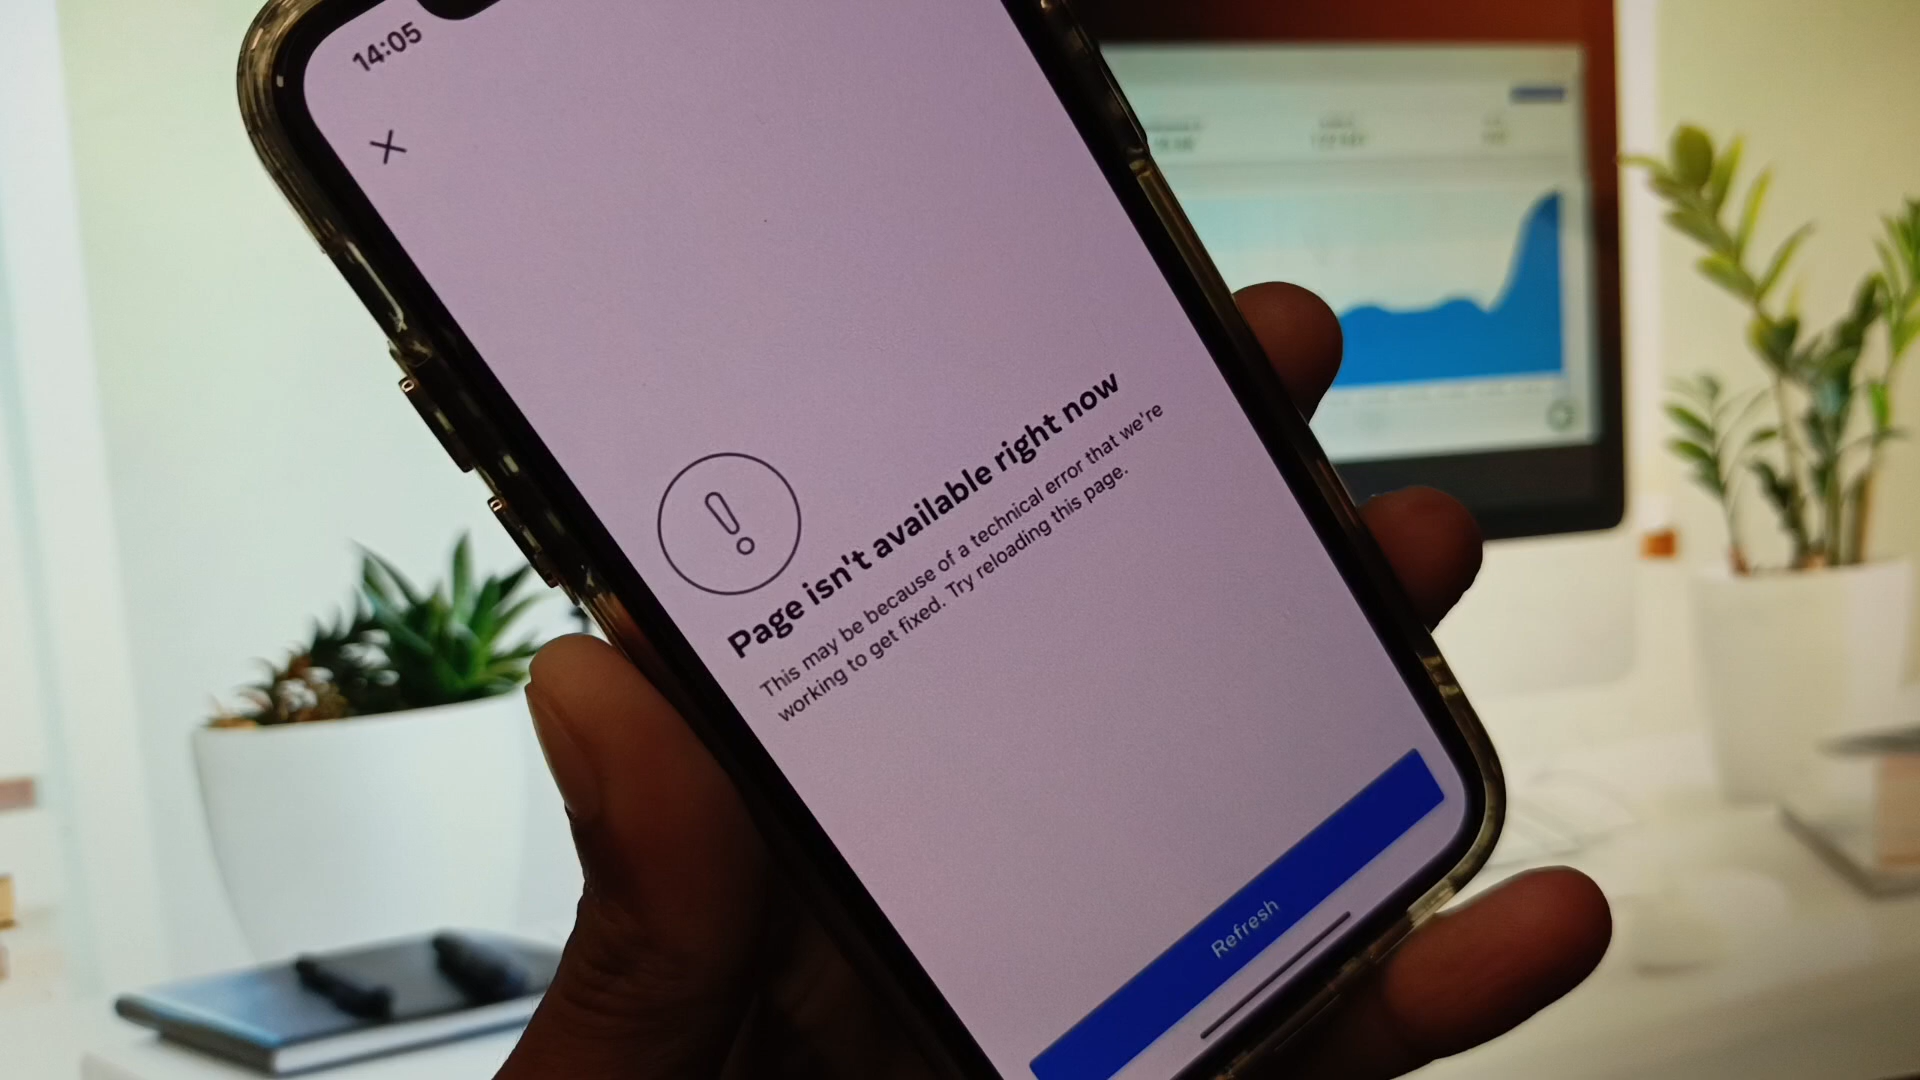 14:05
Page isn't available right now
This may be because of a technical error that we're
working to get fixed. Try reloading this page.
Refresh